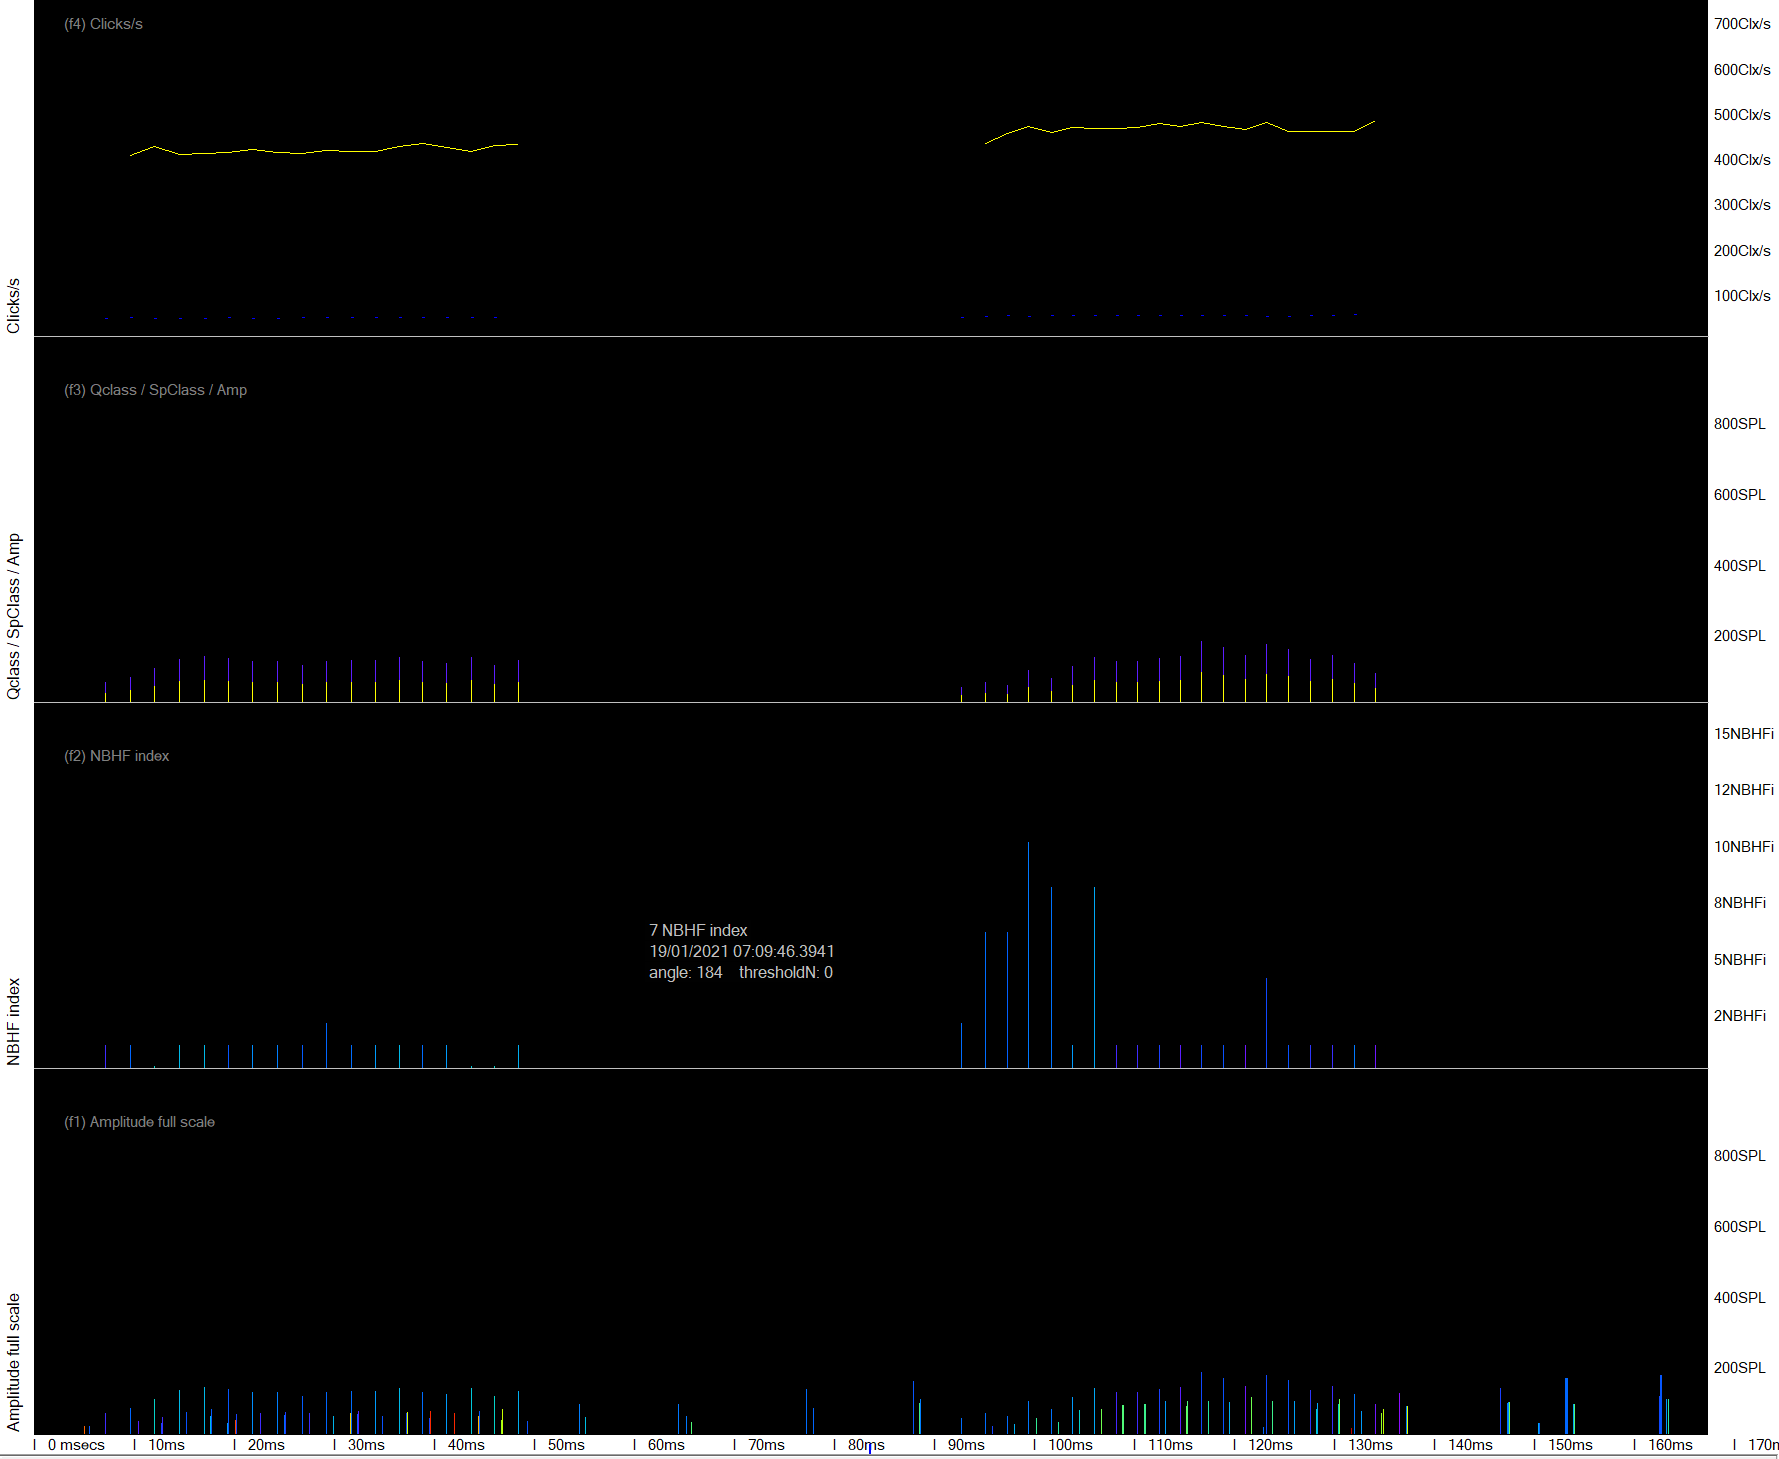 (f4) Clicks/s
700Clx/s
600Clx/s
500Clx/s
400Clx/s
300Clx/s
200Clx/s
100Clx/s
Clicks/s
(f3) Qclass / SpClass / Amp
800SPL
600SPL
400SPL
200SPL
Qclass / SpClass / Amp
(f2) NBHF index
15NBHFi
12NBHFi
10NBHFi
8NBHFi
5NBHFi
2NBHFi
7 NBHF index
19/01/2021 07:09:46.3941
angle: 184 thresholdN: 0
NBHF index
(f1) Amplitude full scale
800SPL
600SPL
400SPL
200SPL
Amplitude full scale
0 msecs 10ms 20ms 30ms 40ms 50ms 60ms 70ms 80ms 90ms 100ms 110ms 120ms 130ms 140ms 150ms 160ms 170m